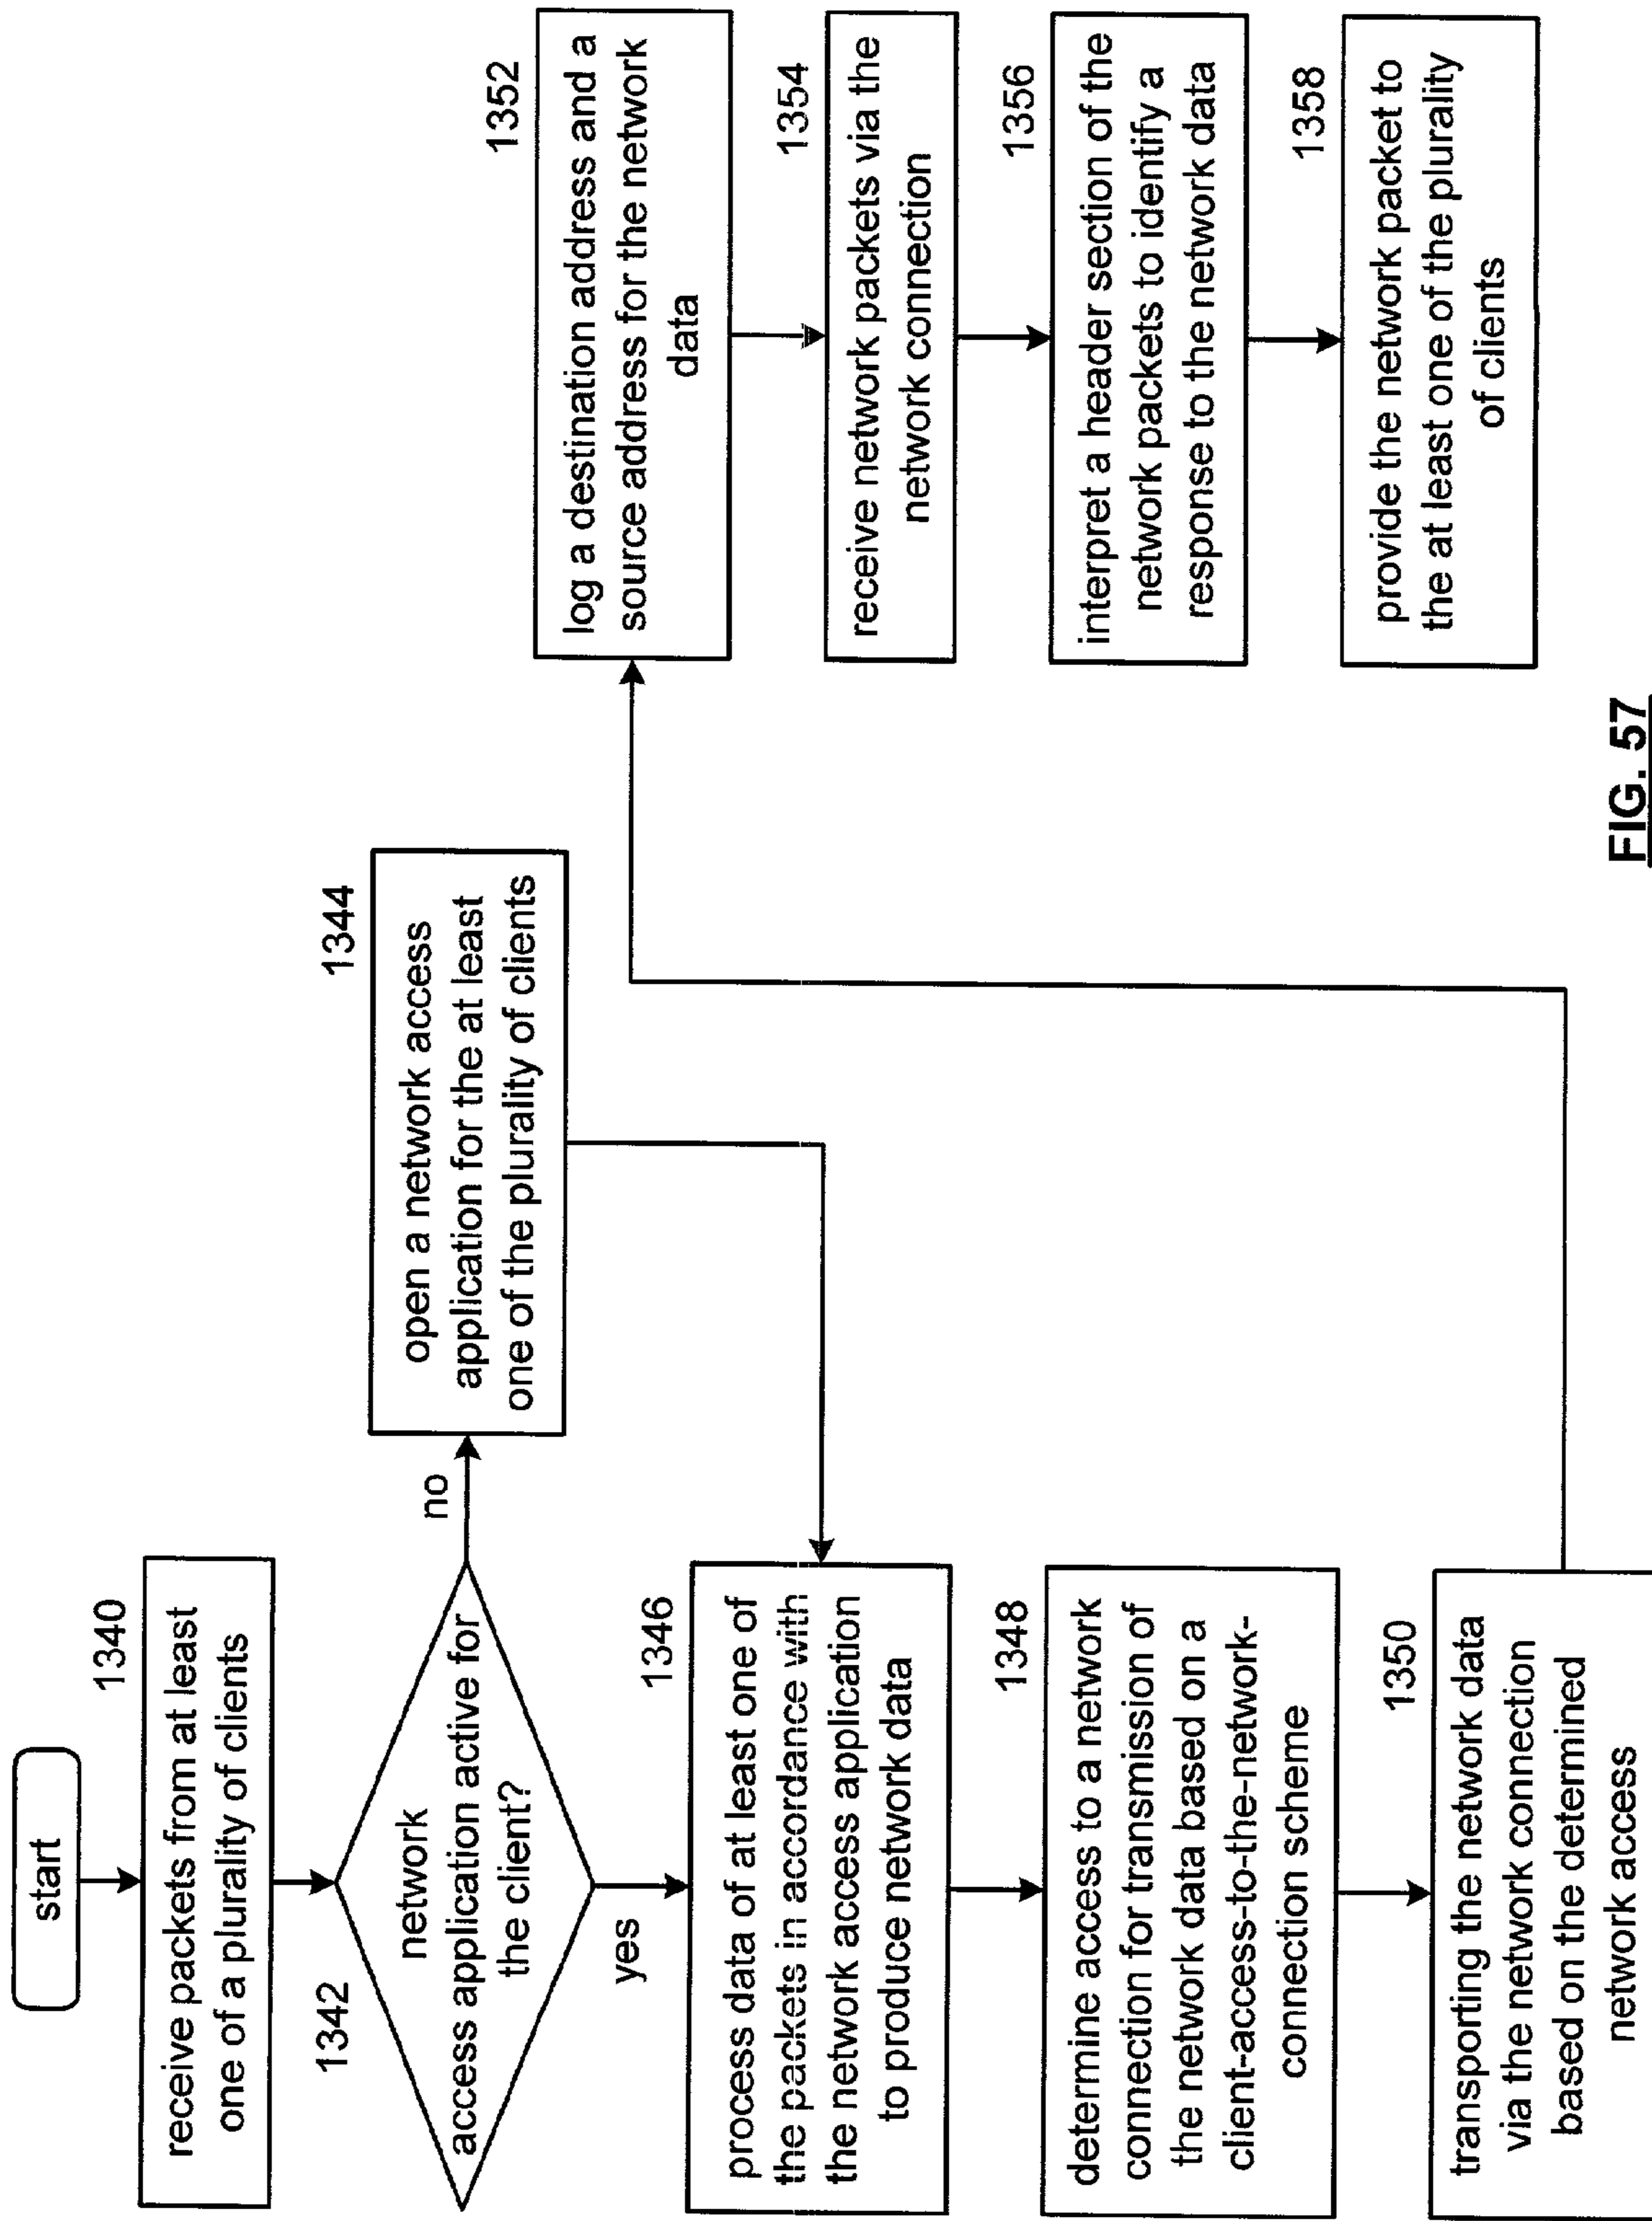 start
1340
receive packets from at least
one of a plurality of clients
1342
network
access application active for
the client?
no
yes
1344
open a network access
application for the at least
one of the plurality of clients
1346
process data of at least one of
the packets in accordance with
the network access application
to produce network data
1348
determine access to a network
connection for transmission of
the network data based on a
client-access-to-the-network-
connection scheme
1350
transporting the network data
via the network connection
based on the determined
network access
1352
log a destination address and a
source address for the network
data
1354
receive network packets via the
network connection
1356
interpret a header section of the
network packets to identify a
response to the network data
1358
provide the network packet to
the at least one of the plurality
of clients
FIG. 57